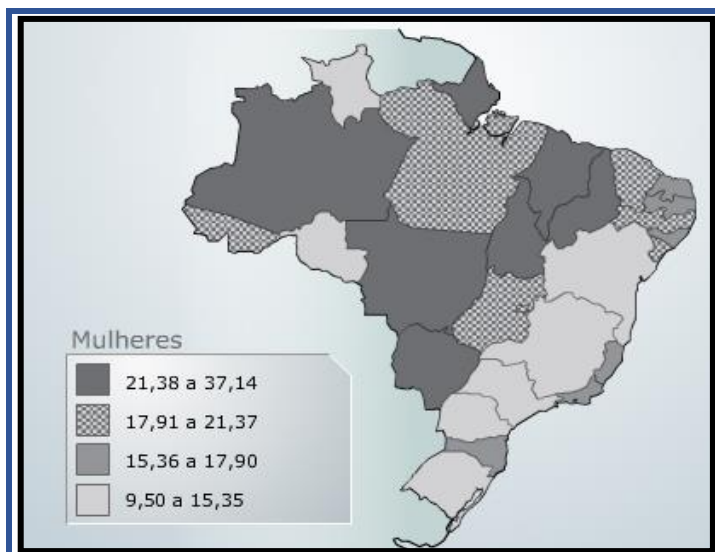 Mulheres
21,38 a 37,14
17,91 a 21,37
15,36 a 17,90
9,50 a 15,35